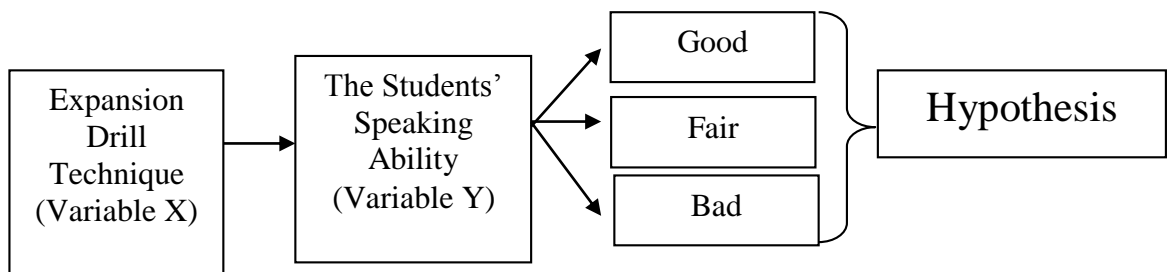 Expansion
Drill
Technique
(Variable X)
The Students’
Speaking
Ability
(Variable Y)
Good
Fair
Bad
Hypothesis